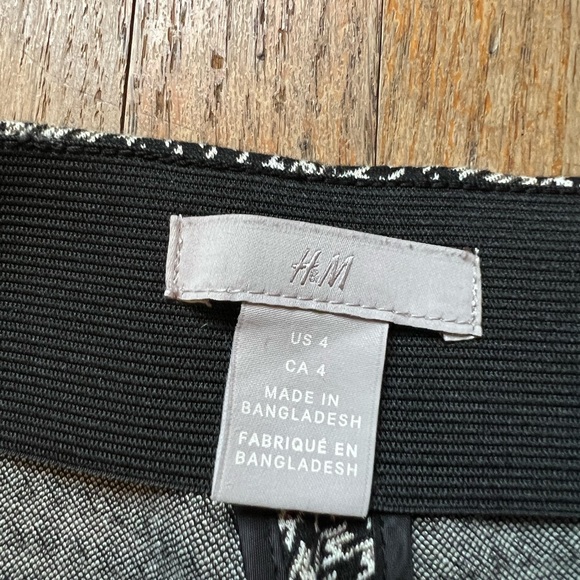 H&M
US 4
CA 4
MADE IN
BANGLADESH
FABRIQUÉ EN
BANGLADESH